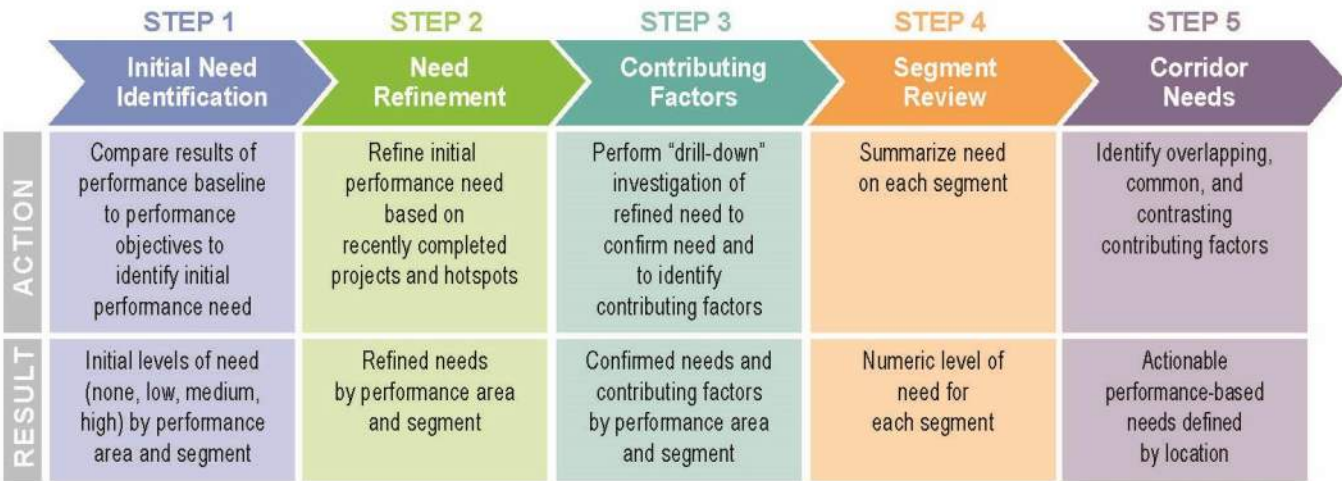 STEP 1
STEP 2
STEP 3
STEP 4
STEP 5
Initial Need
Identification
Need
Refinement
Contributing
Factors
Segment
Review
Corridor
Needs
ACTION
Compare results of
performance baseline
to performance
objectives to
identify initial
performance need
Refine initial
performance need
based on
recently completed
projects and hotspots
Perform “drill-down”
investigation of
refined need to
confirm need and
to identify
contributing factors
Summarize need
on each segment
Identify overlapping,
common, and
contrasting
contributing factors
RESULT
Initial levels of need
(none, low, medium,
high) by performance
area and segment
Refined needs
by performance area
and segment
Confirmed needs and
contributing factors
by performance area
and segment
Numeric level of
need for
each segment
Actionable
performance-based
needs defined
by location